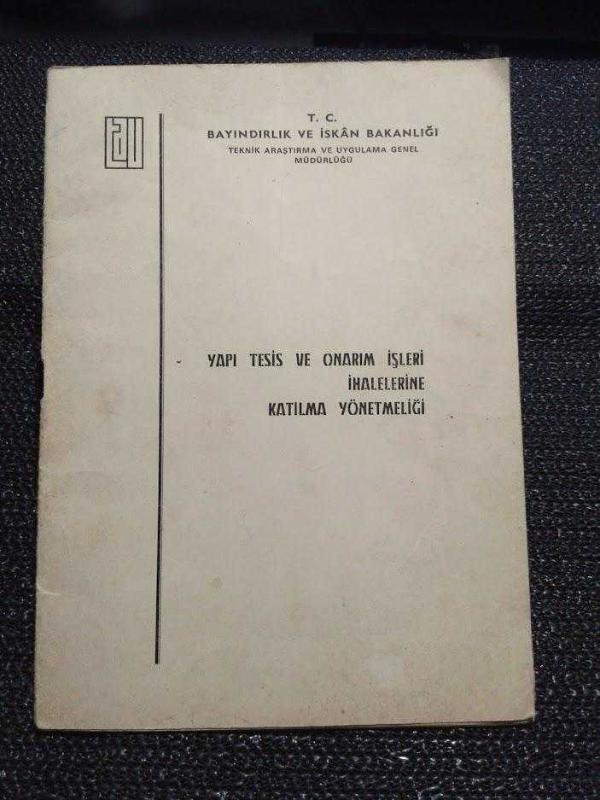 T. C.
BAYINDIRLIK VE İSKÂN BAKANLIĞI
TEKNİK ARAŞTIRMA VE UYGULAMA GENEL
MÜDÜRLÜĞÜ
YAPI TESİS VE ONARIM İŞLERİ
İHALELERİNE
KATILMA YÖNETMELİĞİ